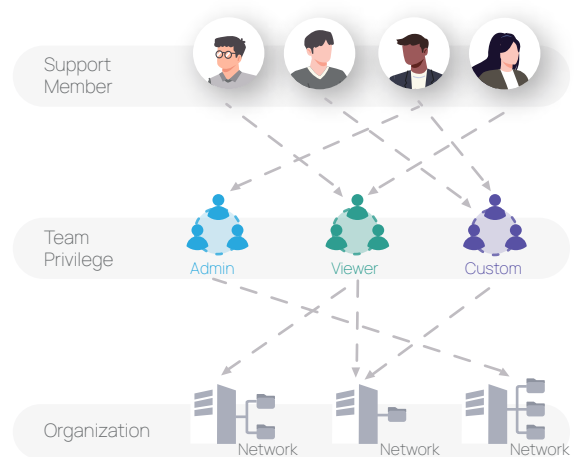 Support
Member
Team
Privilege
Admin
Viewer
Custom
Organization
Network
Network
Network